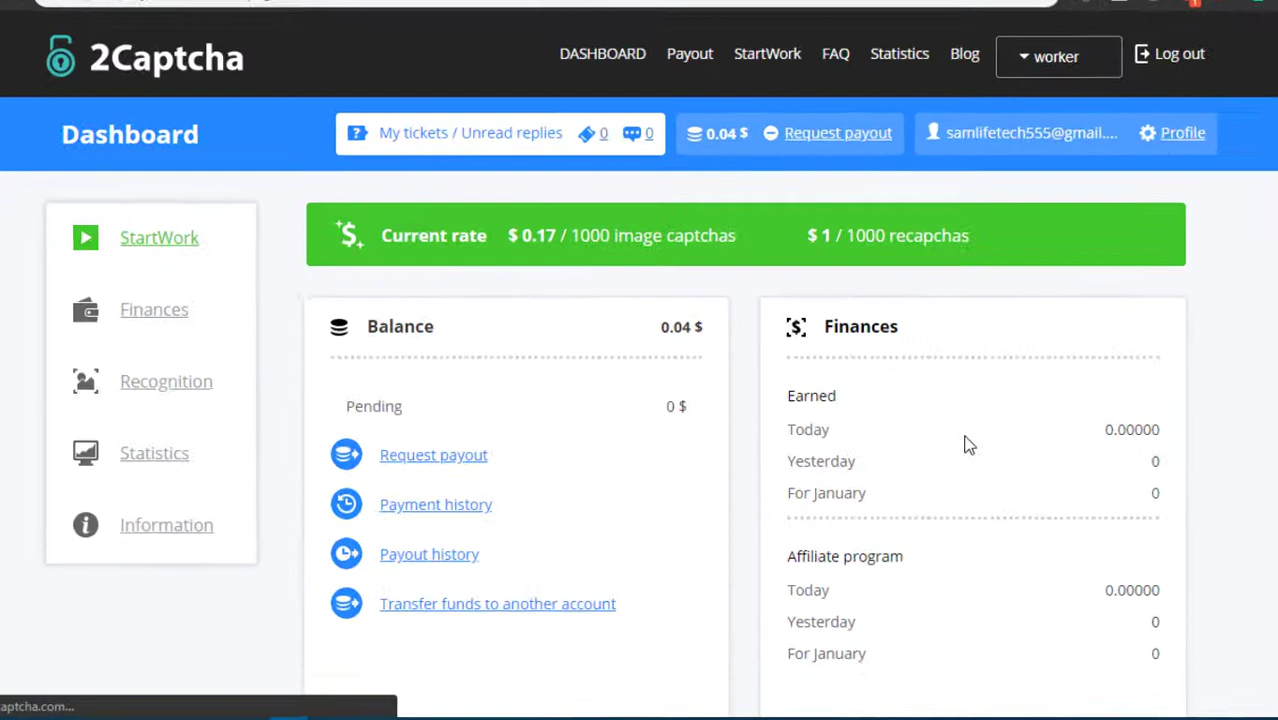 2Captcha
DASHBOARD Payout StartWork FAQ Statistics Blog worker Log out
Dashboard
My tickets / Unread replies 0 0
0.04 $ Request payout
samlifetech555@gmail.... Profile
StartWork
Finances
Recognition
Statistics
Information
Current rate $ 0.17 / 1000 image captchas $ 1 / 1000 recapchas
Balance 0.04 $
Pending 0 $
Request payout
Payment history
Payout history
Transfer funds to another account
Finances
Earned
Today 0.00000
Yesterday 0
For January 0
Affiliate program
Today 0.00000
Yesterday 0
For January 0
aptcha.com...